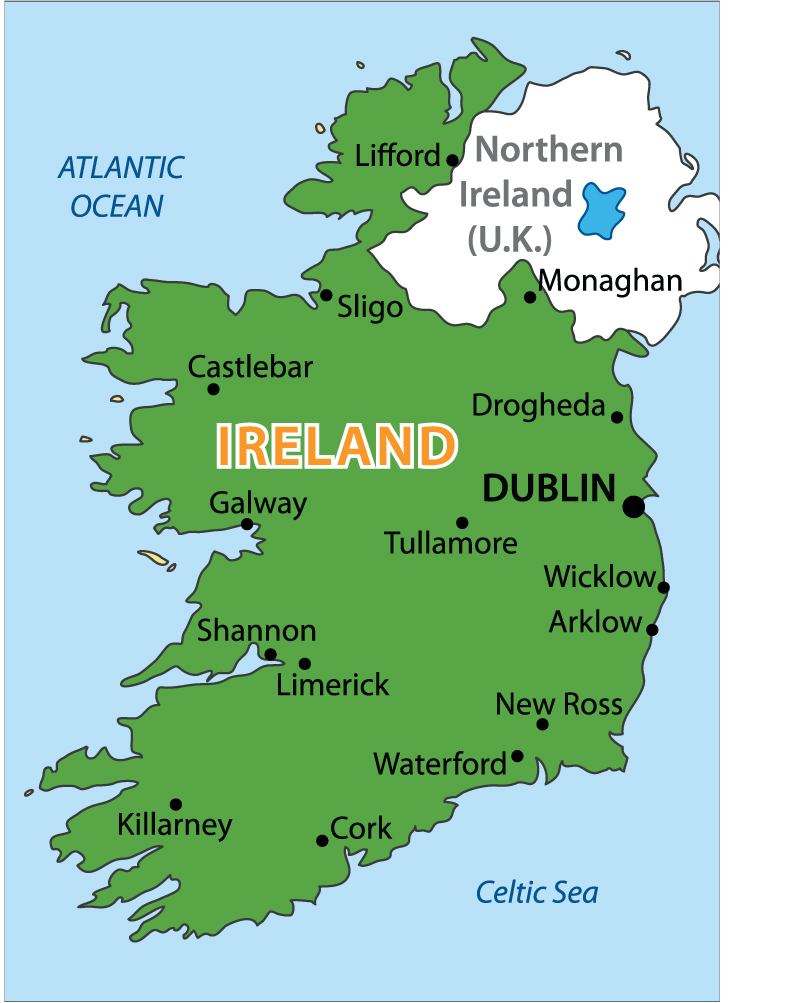 Lifford
Northern
Ireland
(U.K.)
ATLANTIC
OCEAN
Monaghan
Sligo
Castlebar
Drogheda
IRELAND
DUBLIN
Galway
Tullamore
Wicklow
Arklow
Shannon
Limerick
New Ross
Waterford
Killarney
Cork
Celtic Sea